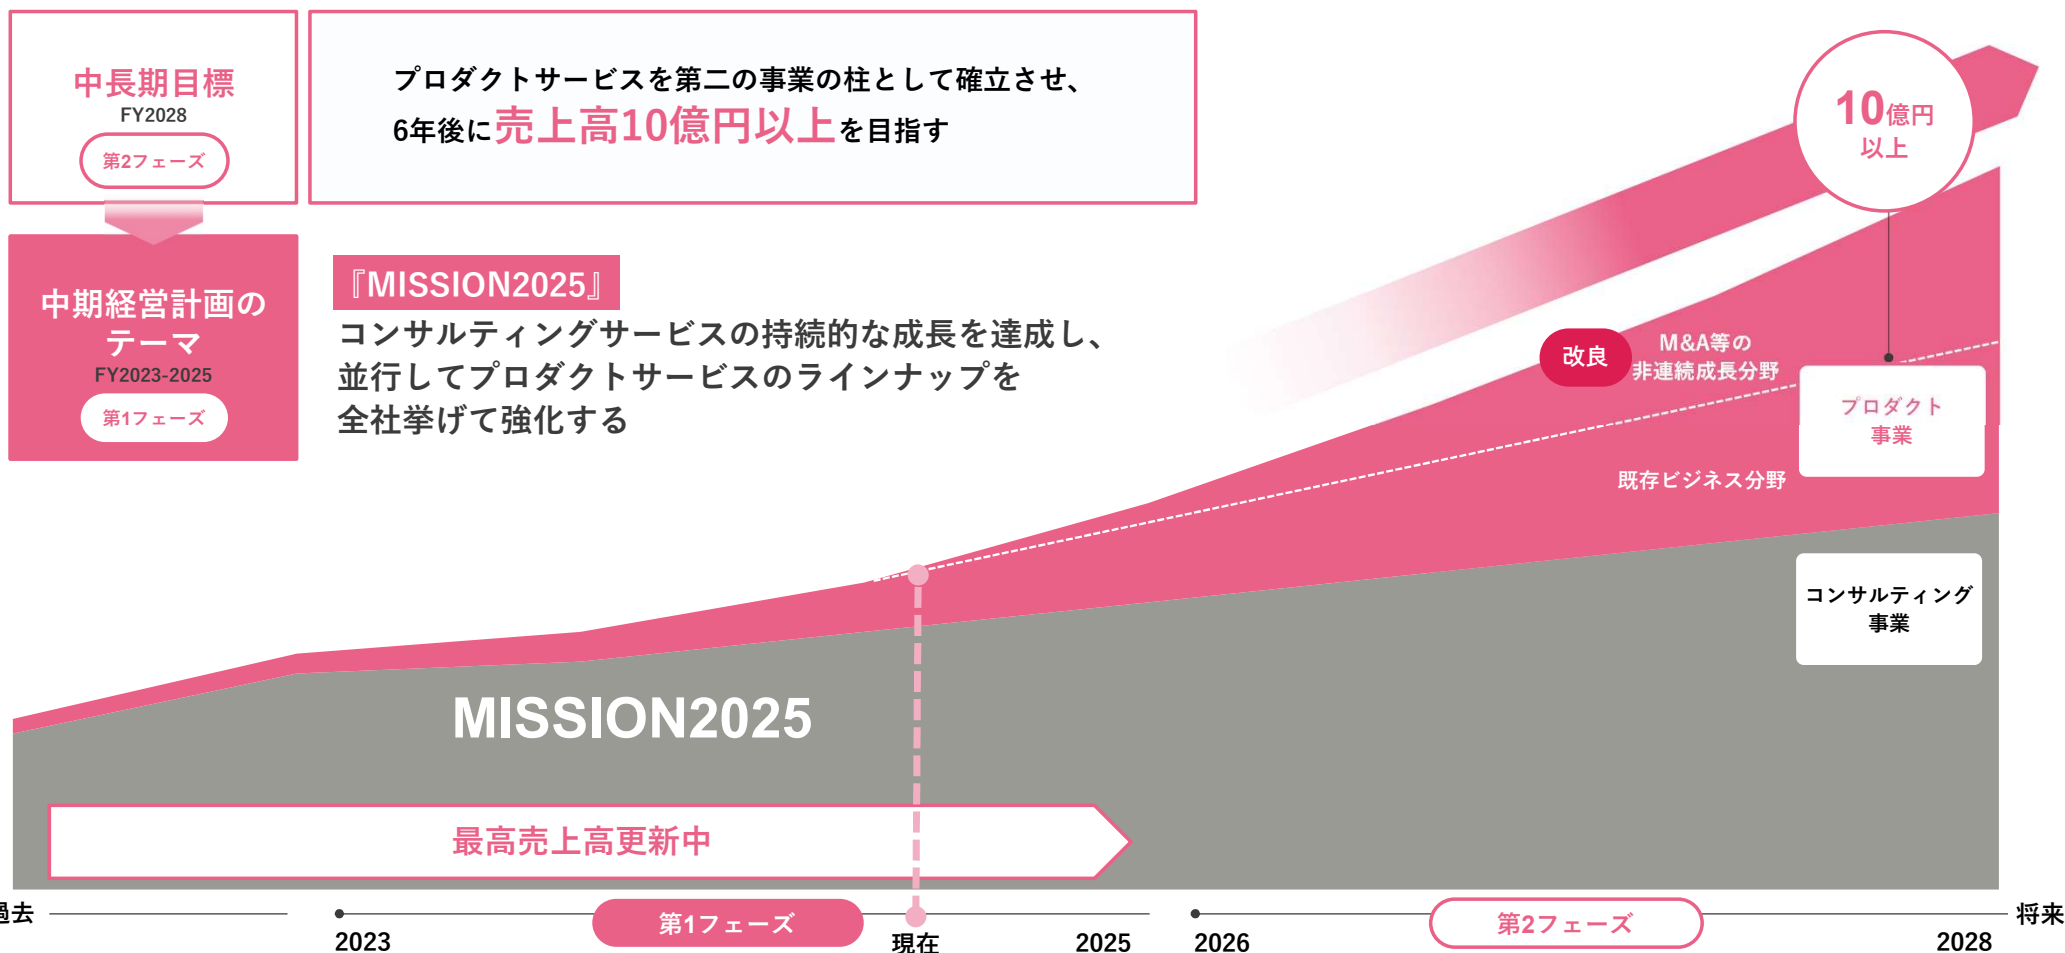 中長期目標
FY2028
第2フェーズ
プロダクトサービスを第二の事業の柱として確立させ、
6年後に売上高10億円以上を目指す
中期経営計画の
テーマ
FY2023-2025
第1フェーズ
『MISSION2025』
コンサルティングサービスの持続的な成長を達成し、
並行してプロダクトサービスのラインナップを
全社挙げて強化する
10億円
以上
改良
M&A等の
非連続成長分野
プロダクト
事業
既存ビジネス分野
コンサルティング
事業
MISSION2025
最高売上高更新中
過去
2023
第1フェーズ
現在
2025
2026
第2フェーズ
2028
将来